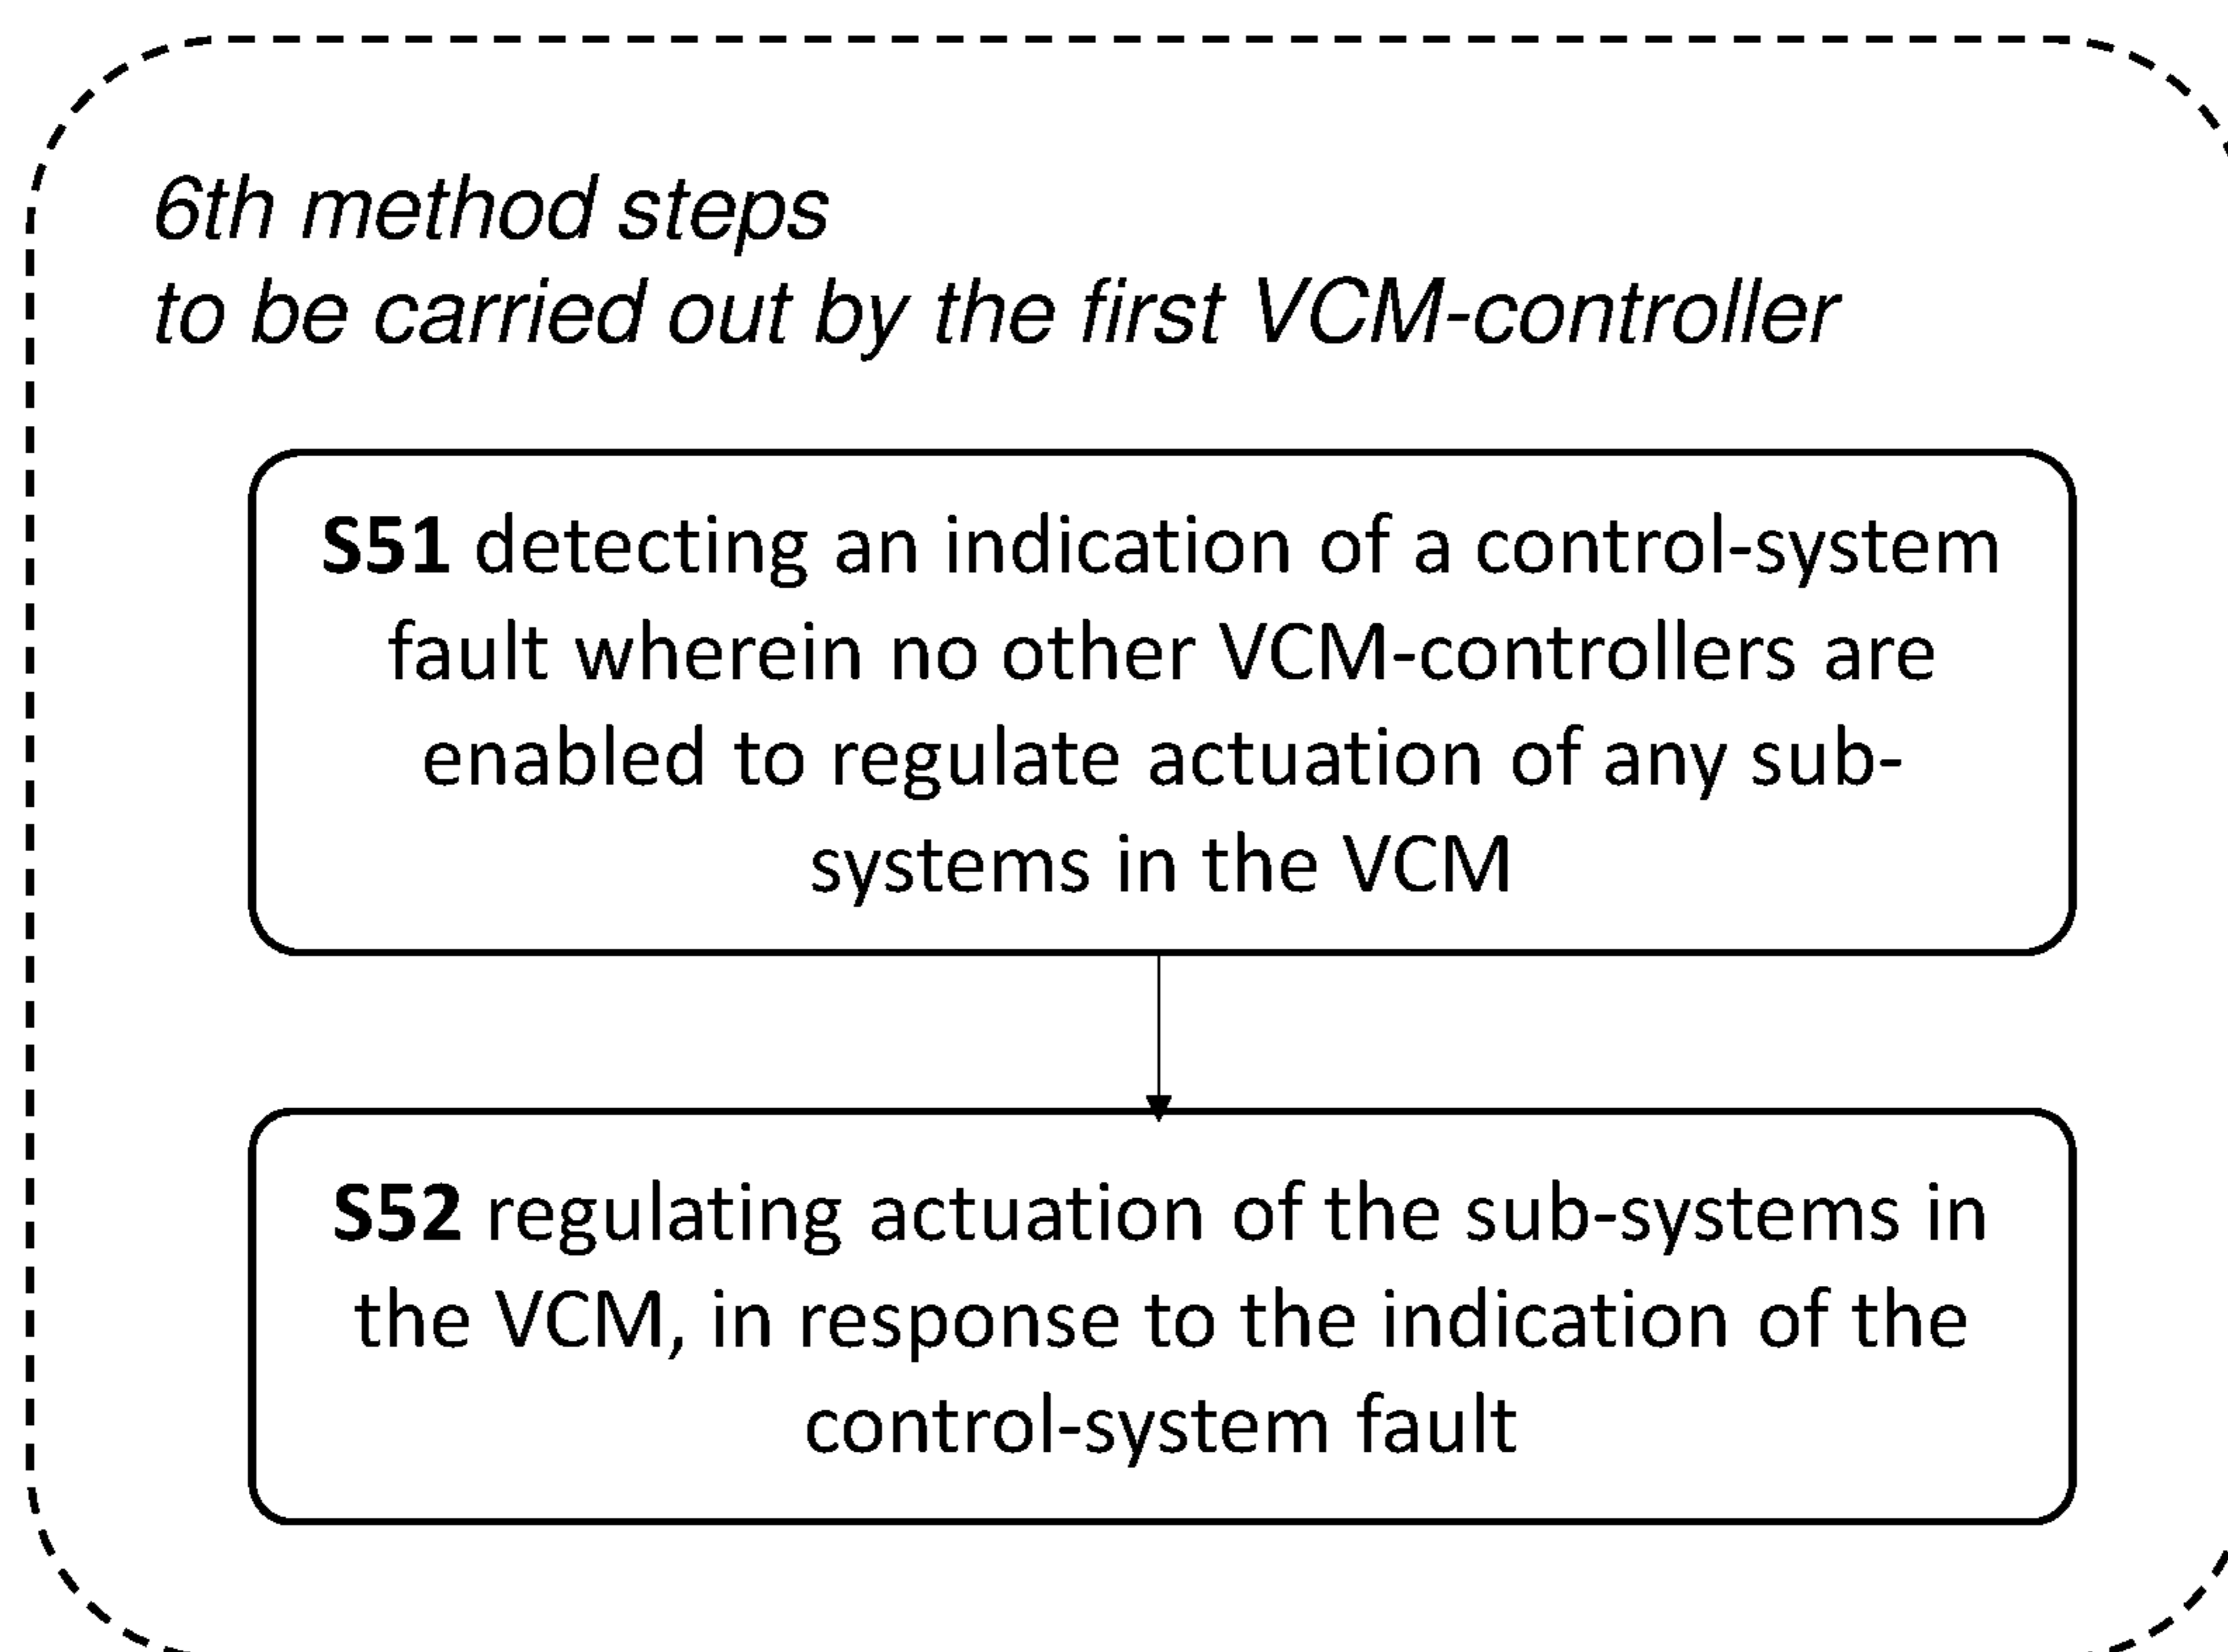 6th method steps
to be carried out by the first VCM-controller
S51 detecting an indication of a control-system
fault wherein no other VCM-controllers are
enabled to regulate actuation of any sub-
systems in the VCM
S52 regulating actuation of the sub-systems in
the VCM, in response to the indication of the
control-system fault